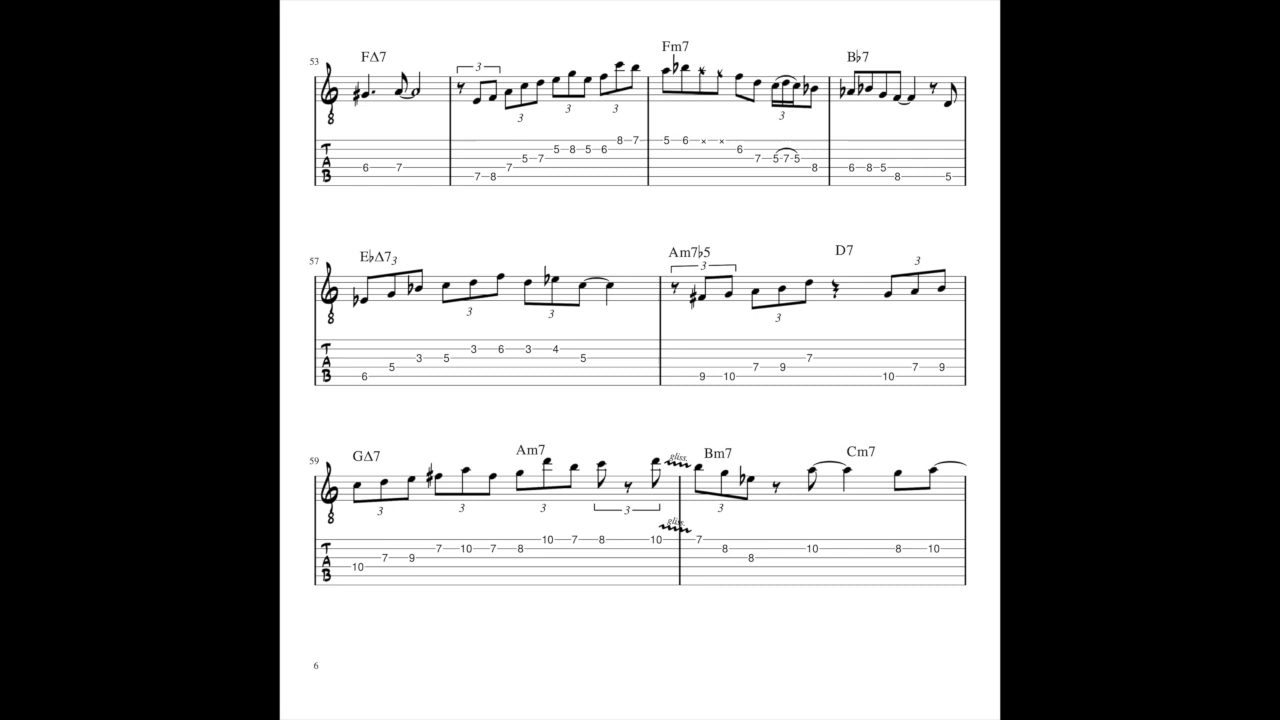 FΔ7 Fm7 B♭7
53 3 3 3 3 3
8
T A B 6 7 7 8 7 5 7 5 8 5 6 8 7 5 6 × × 6 7 5 7 5 8 6 8 5 8 5
E♭Δ7 Am7♭5 D7
57 3 3 3 3 3 3
8
T A B 6 5 3 5 3 6 3 4 5 9 10 7 9 7 10 7 9
GΔ7 Am7 Bm7 Cm7
59 gliss.
3 3 3 3 3
8
gliss.
T A B 10 7 9 7 10 7 8 10 7 8 10 7 8 8 10 8 10
6